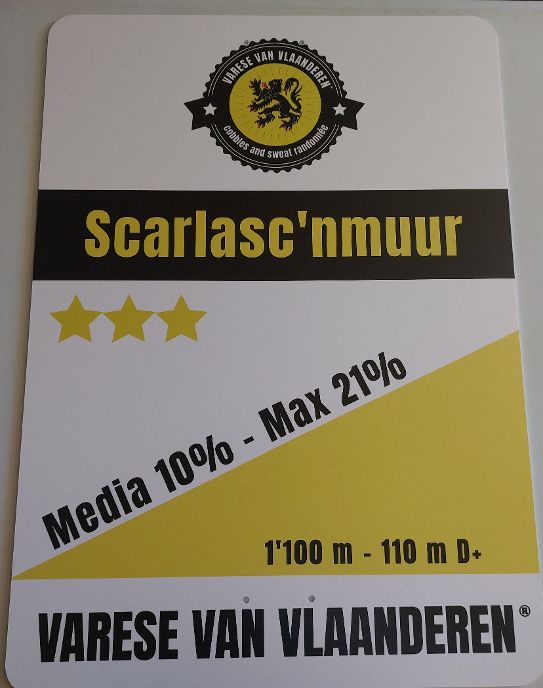 VARESE VAN VLAANDEREN
cobbles and sweat randonnée
Scarlasc'nmuur
Media 10% - Max 21%
1'100 m - 110 m D+
VARESE VAN VLAANDEREN®